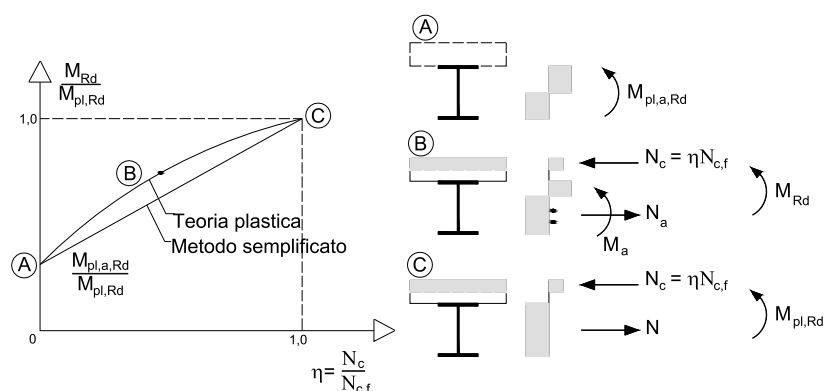 M_Rd
M_pl,Rd
1,0
C
B
Teoria plastica
Metodo semplificato
A
M_pl,a,Rd
M_pl,Rd
0
1,0
η= N_c
N_c,f
A
M_pl,a,Rd
B
N_c = ηN_c,f
M_Rd
N_a
M_a
C
N_c = ηN_c,f
M_pl,Rd
N